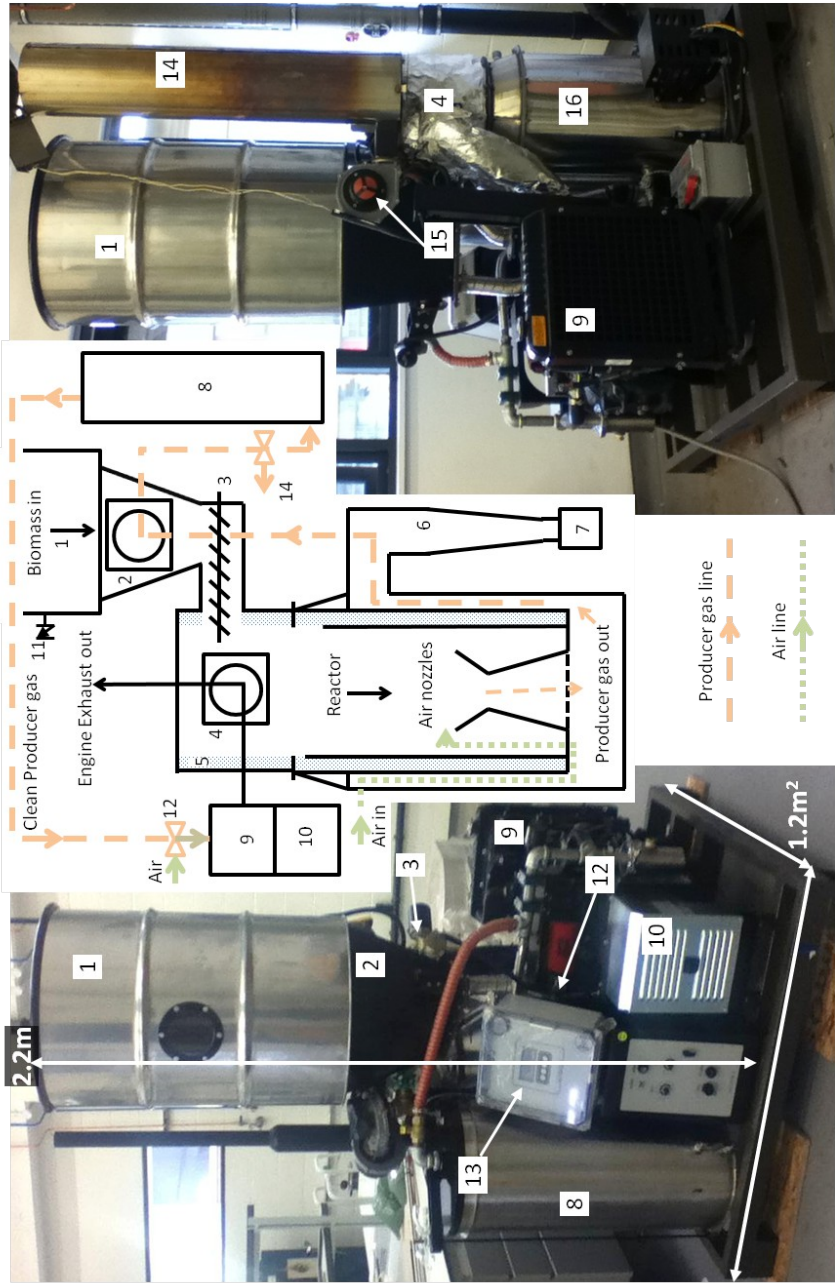 2.2m
1
2
3
9
12
10
13
8
1.2m²
Clean Producer gas
11
Biomass in
1
2
Engine Exhaust out
12
Air
9
10
4
5
3
14
8
Reactor
Air nozzles
Air in
Producer gas out
6
7
Producer gas line
Air line
1
14
4
15
16
9